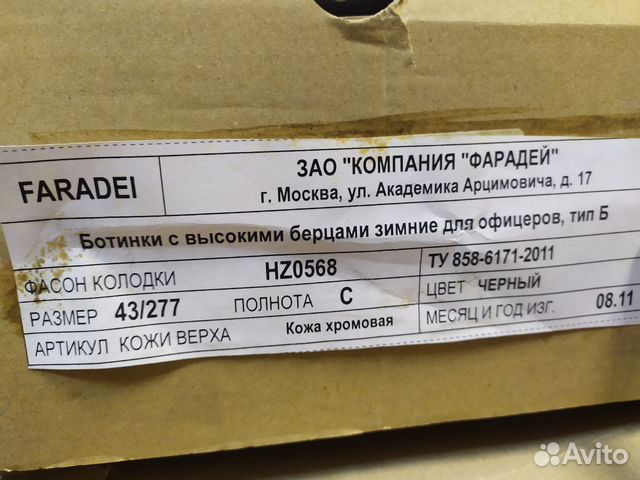 FARADEI
ЗАО "КОМПАНИЯ "ФАРАДЕЙ"
г. Москва, ул. Академика Арцимовича, д. 17
Ботинки с высокими берцами зимние для офицеров, тип Б
ФАСОН КОЛОДКИ HZ0568 ТУ 858-6171-2011
РАЗМЕР 43/277 ПОЛНОТА С ЦВЕТ ЧЕРНЫЙ
АРТИКУЛ КОЖИ ВЕРХА Кожа хромовая МЕСЯЦ И ГОД ИЗГ. 08.11
Avito